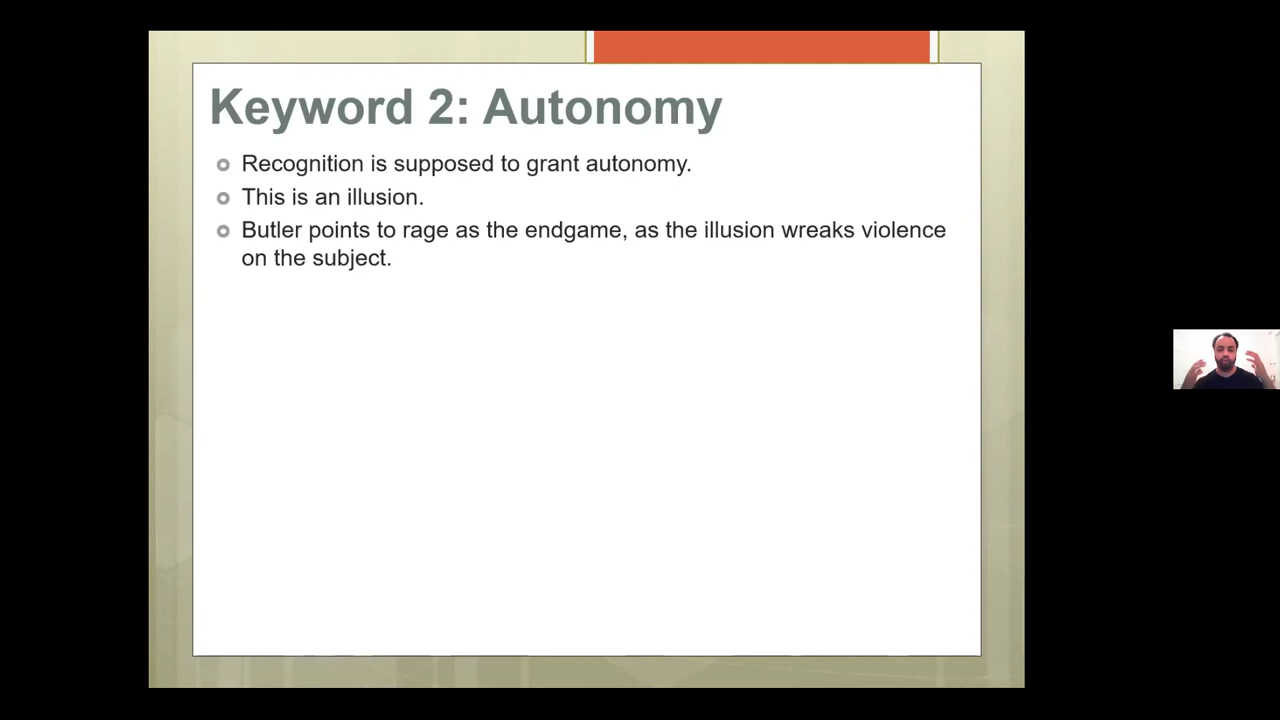 Keyword 2: Autonomy
Recognition is supposed to grant autonomy.
This is an illusion.
Butler points to rage as the endgame, as the illusion wreaks violence
on the subject.